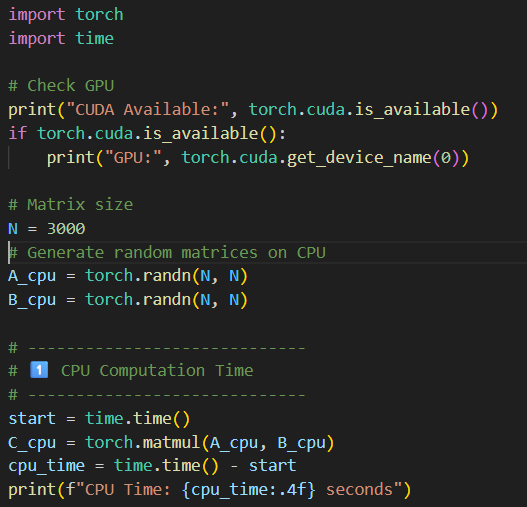 import torch
import time
# Check GPU
print("CUDA Available:", torch.cuda.is_available())
if torch.cuda.is_available():
    print("GPU:", torch.cuda.get_device_name(0))
# Matrix size
N = 3000
# Generate random matrices on CPU
A_cpu = torch.randn(N, N)
B_cpu = torch.randn(N, N)
# -----------------------------
# 1️⃣ CPU Computation Time
# -----------------------------
start = time.time()
C_cpu = torch.matmul(A_cpu, B_cpu)
cpu_time = time.time() - start
print(f"CPU Time: {cpu_time:.4f} seconds")